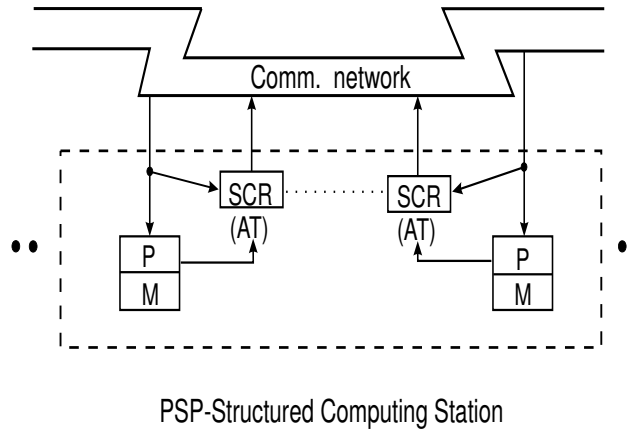 Comm. network
SCR
SCR
(AT)
(AT)
P
P
M
M
PSP-Structured Computing Station